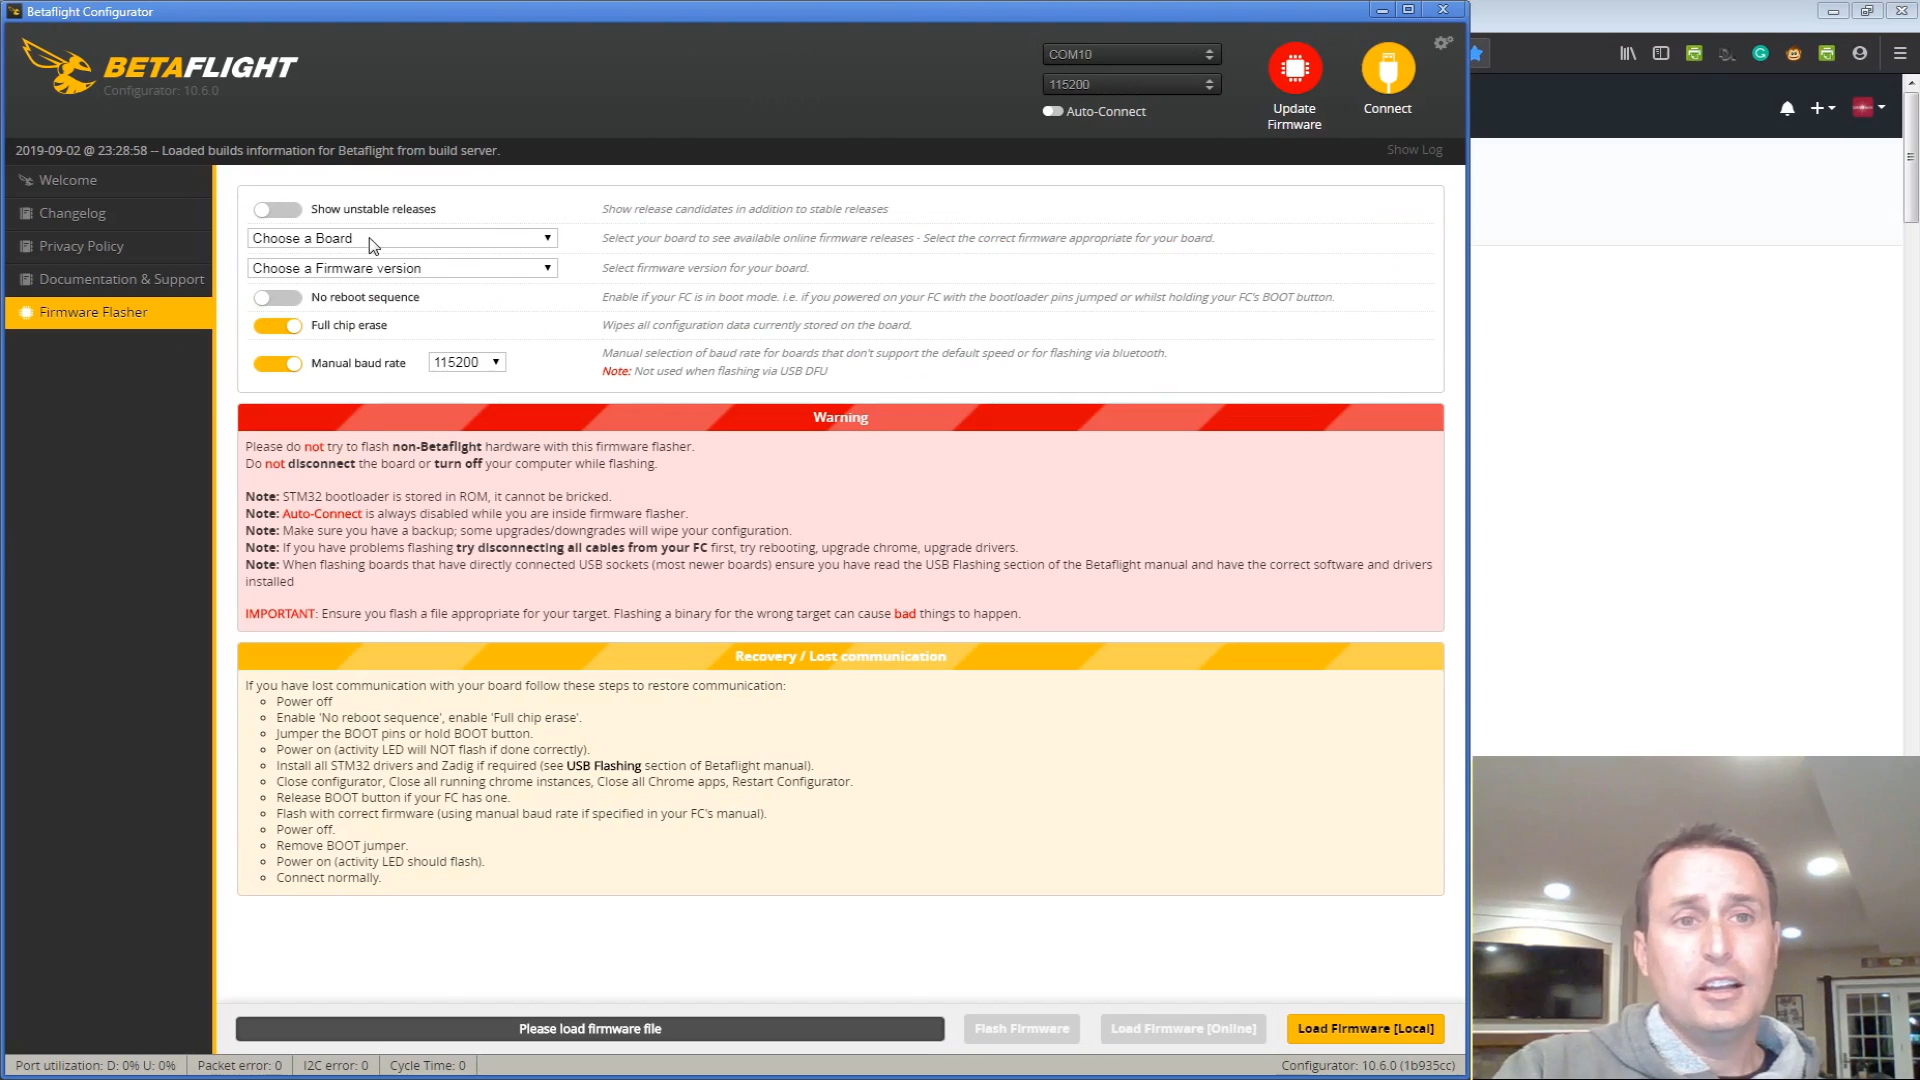 Betaflight Configurator
BETAFLIGHT
Configurator: 10.6.0
COM10
115200
Auto-Connect
Update
Firmware
Connect
2019-09-02 @ 23:28:58 -- Loaded builds information for Betaflight from build server.
Show Log
Welcome
Changelog
Privacy Policy
Documentation & Support
Firmware Flasher
Show unstable releases
Show release candidates in addition to stable releases
Choose a Board
Select your board to see available online firmware releases - Select the correct firmware appropriate for your board.
Choose a Firmware version
Select firmware version for your board.
No reboot sequence
Enable if your FC is in boot mode. i.e. if you powered on your FC with the bootloader pins jumped or whilst holding your FC's BOOT button.
Full chip erase
Wipes all configuration data currently stored on the board.
Manual baud rate
115200
Manual selection of baud rate for boards that don't support the default speed or for flashing via bluetooth.
Note: Not used when flashing via USB DFU
Warning
Please do not try to flash non-Betaflight hardware with this firmware flasher.
Do not disconnect the board or turn off your computer while flashing.
Note: STM32 bootloader is stored in ROM, it cannot be bricked.
Note: Auto-Connect is always disabled while you are inside firmware flasher.
Note: Make sure you have a backup; some upgrades/downgrades will wipe your configuration.
Note: If you have problems flashing try disconnecting all cables from your FC first, try rebooting, upgrade chrome, upgrade drivers.
Note: When flashing boards that have directly connected USB sockets (most newer boards) ensure you have read the USB Flashing section of the Betaflight manual and have the correct software and drivers
installed
IMPORTANT: Ensure you flash a file appropriate for your target. Flashing a binary for the wrong target can cause bad things to happen.
Recovery / Lost communication
If you have lost communication with your board follow these steps to restore communication:
Power off
Enable 'No reboot sequence', enable 'Full chip erase'.
Jumper the BOOT pins or hold BOOT button.
Power on (activity LED will NOT flash if done correctly).
Install all STM32 drivers and Zadig if required (see USB Flashing section of Betaflight manual).
Close configurator, Close all running chrome instances, Close all Chrome apps, Restart Configurator.
Release BOOT button if your FC has one.
Flash with correct firmware (using manual baud rate if specified in your FC's manual).
Power off.
Remove BOOT jumper.
Power on (activity LED should flash).
Connect normally.
Please load firmware file
Flash Firmware
Load Firmware [Online]
Load Firmware [Local]
Port utilization: D: 0% U: 0%
Packet error: 0
I2C error: 0
Cycle Time: 0
Configurator: 10.6.0 (1b935cc)